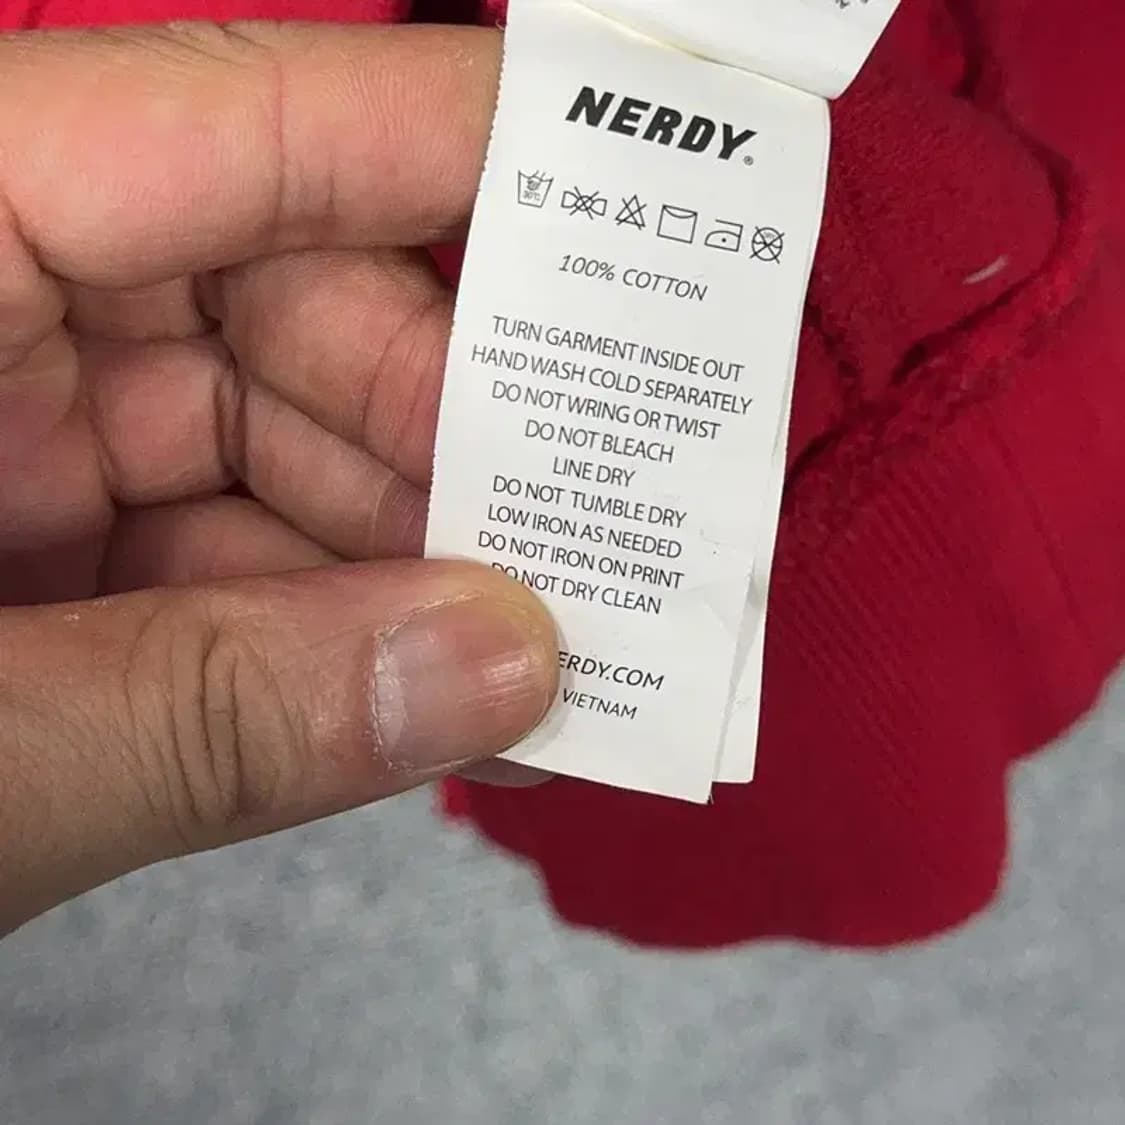 NERDY®
30°C
100% COTTON
TURN GARMENT INSIDE OUT
HAND WASH COLD SEPARATELY
DO NOT WRING OR TWIST
DO NOT BLEACH
LINE DRY
DO NOT TUMBLE DRY
LOW IRON AS NEEDED
DO NOT IRON ON PRINT
DO NOT DRY CLEAN
ERDY.COM
VIETNAM